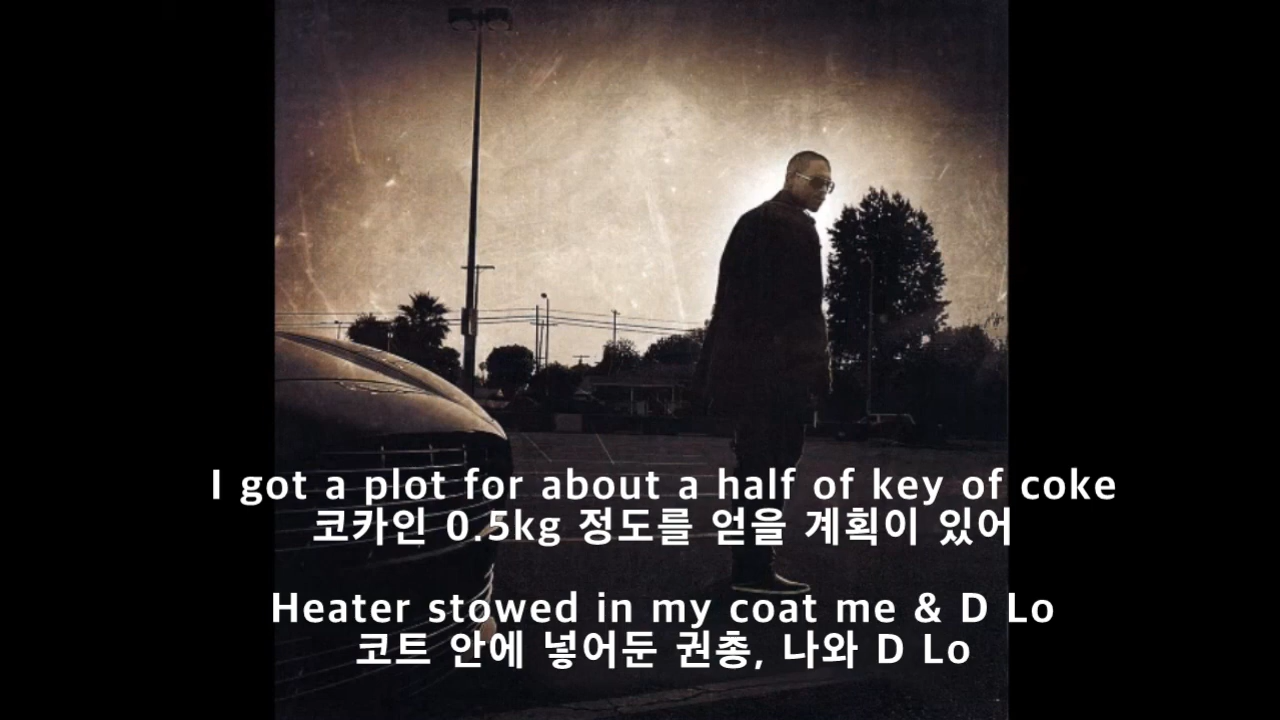 I got a plot for about a half of key of coke
코카인 0.5kg 정도를 얻을 계획이 있어
Heater stowed in my coat me & D Lo
코트 안에 넣어둔 권총, 나와 D Lo